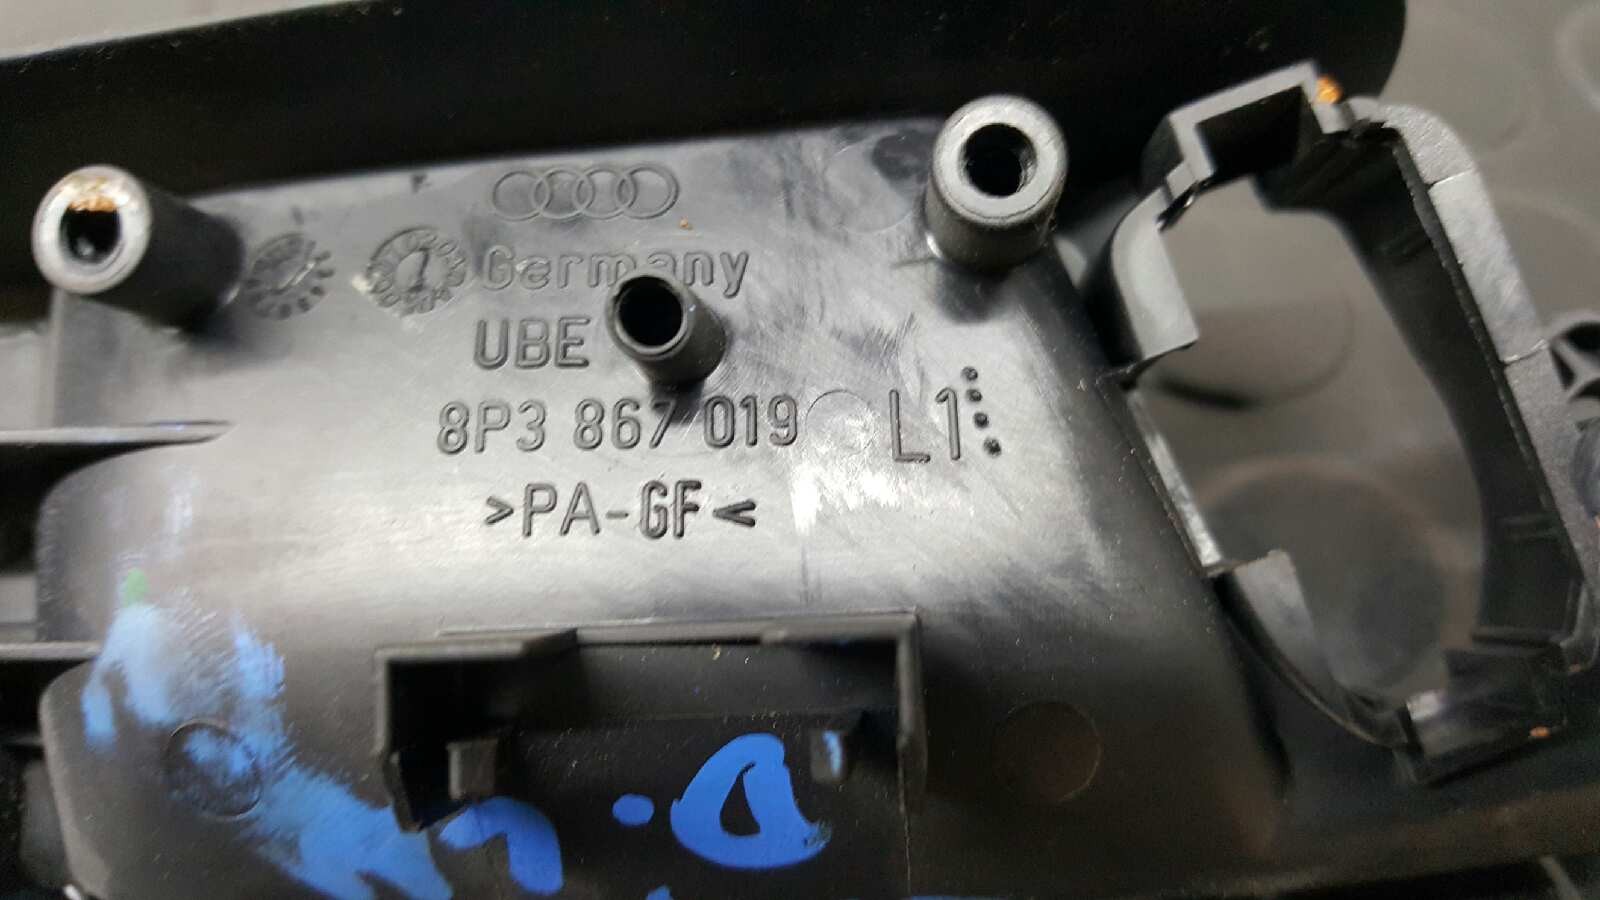 Germany
UBE
8P3 867 019 L1
>PA-GF<